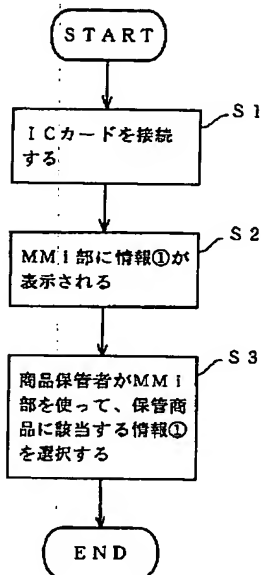 START
S1
ICカードを接続
する
S2
MMI部に情報①が
表示される
S3
商品保管者がMMI
部を使って、保管商
品に該当する情報①
を選択する
END